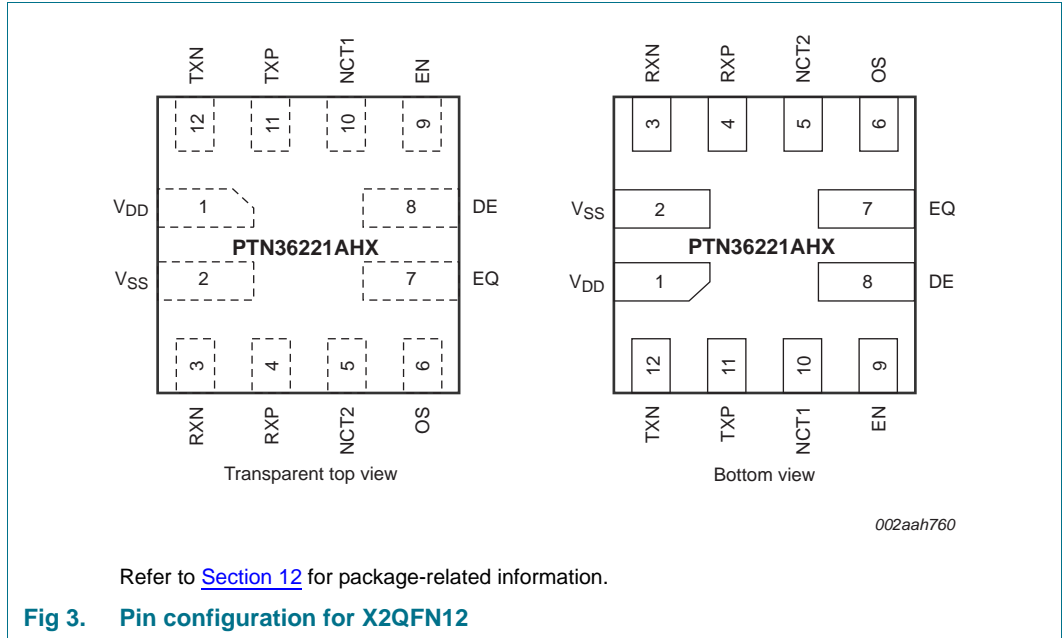 TXN TXP NCT1 EN
12 11 10 9
VDD 1 8 DE
PTN36221AHX
VSS 2 7 EQ
3 4 5 6
RXN RXP NCT2 OS
Transparent top view
RXN RXP NCT2 OS
3 4 5 6
VSS 2 7 EQ
PTN36221AHX
VDD 1 8 DE
12 11 10 9
TXN TXP NCT1 EN
Bottom view
002aah760
Refer to Section 12 for package-related information.
Fig 3. Pin configuration for X2QFN12